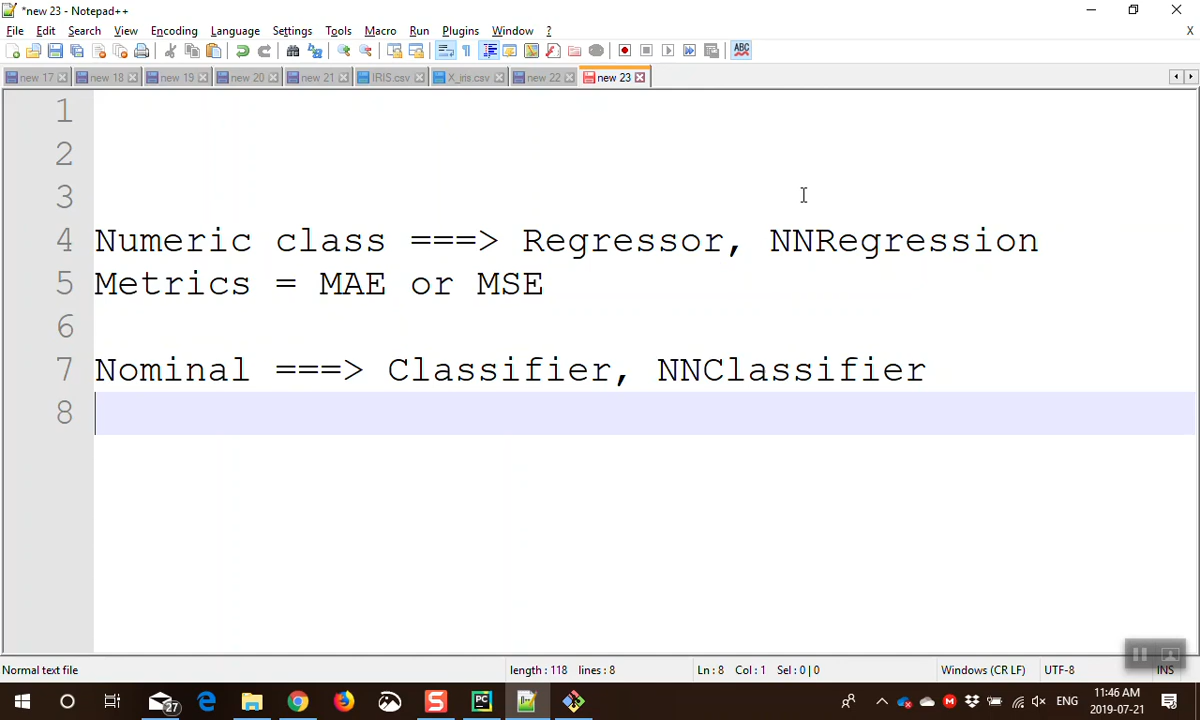 *new 23 - Notepad++
File Edit Search View Encoding Language Settings Tools Macro Run Plugins Window ? X
ABC
new 17 new 18 new 19 new 20 new 21 IRIS.csv X_iris.csv new 22 new 23
1
2
3
4 Numeric class ===> Regressor, NNRegression
5 Metrics = MAE or MSE
6
7 Nominal ===> Classifier, NNClassifier
8
Normal text file length : 118 lines : 8 Ln : 8 Col : 1 Sel : 0 | 0 Windows (CR LF) UTF-8 INS
27 ENG 11:46 AM
2019-07-21